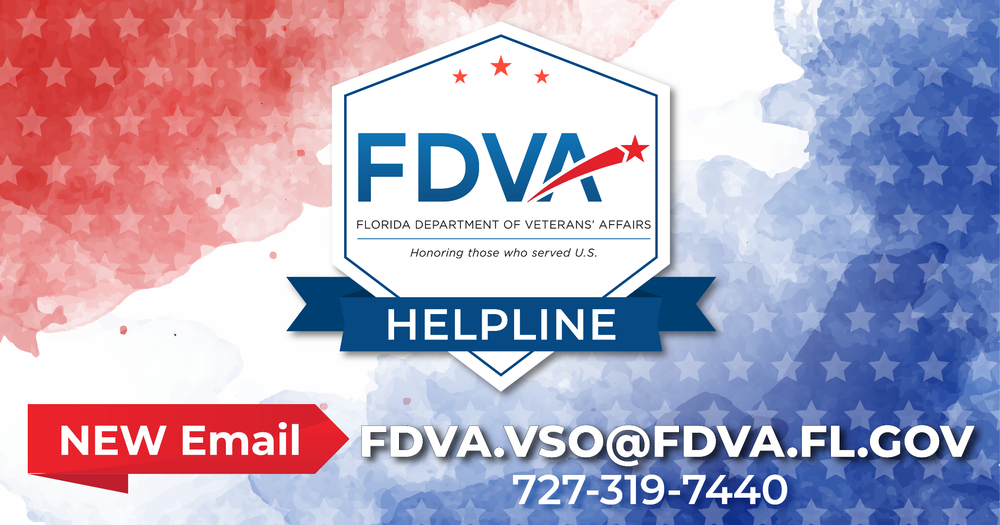 FDVA
FLORIDA DEPARTMENT OF VETERANS’ AFFAIRS
Honoring those who served U.S.
HELPLINE
NEW Email
FDVA.VSO@FDVA.FL.GOV
727-319-7440